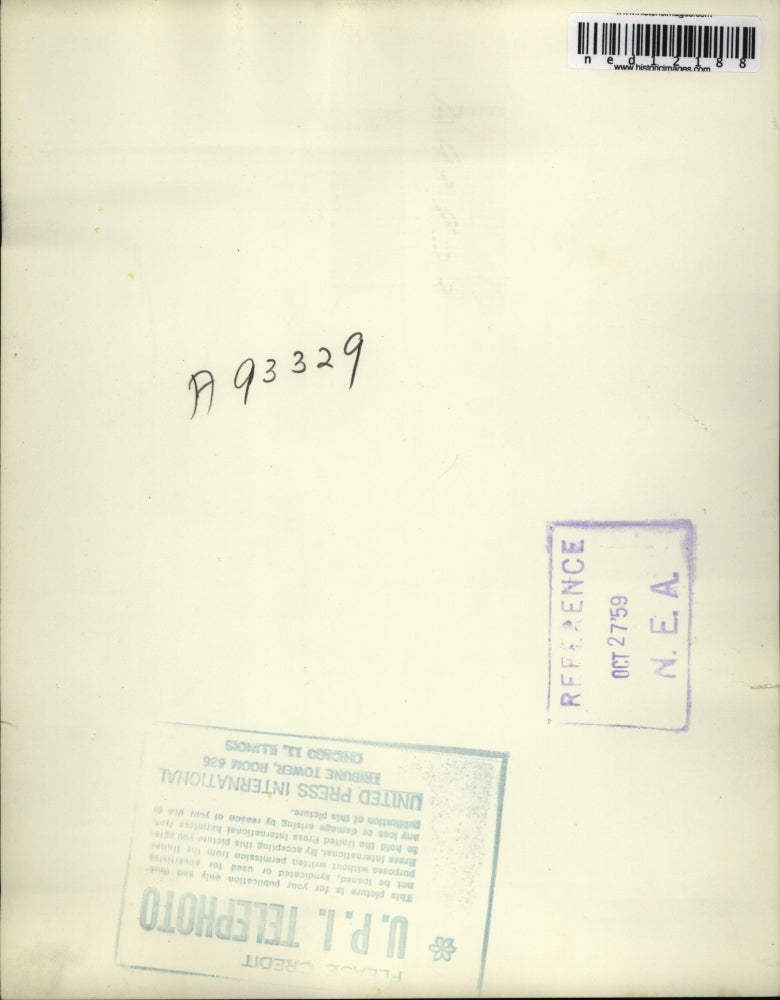 www.historicimages.com
ned12188
www.historicimages.com
A 93329
REFERENCE
OCT 27'59
N. E. A.
PLEASE CREDIT
U.P.I. TELEPHOTO
This picture is for your publication only and must
not be loaned, syndicated or used for advertising
purposes without written permission from the United
Press International. By accepting this picture you agree
to hold the United Press International harmless from
any loss or damage arising by reason of your use or
publication of this picture.
UNITED PRESS INTERNATIONAL
TRIBUNE TOWER, ROOM 636
CHICAGO 11, ILLINOIS